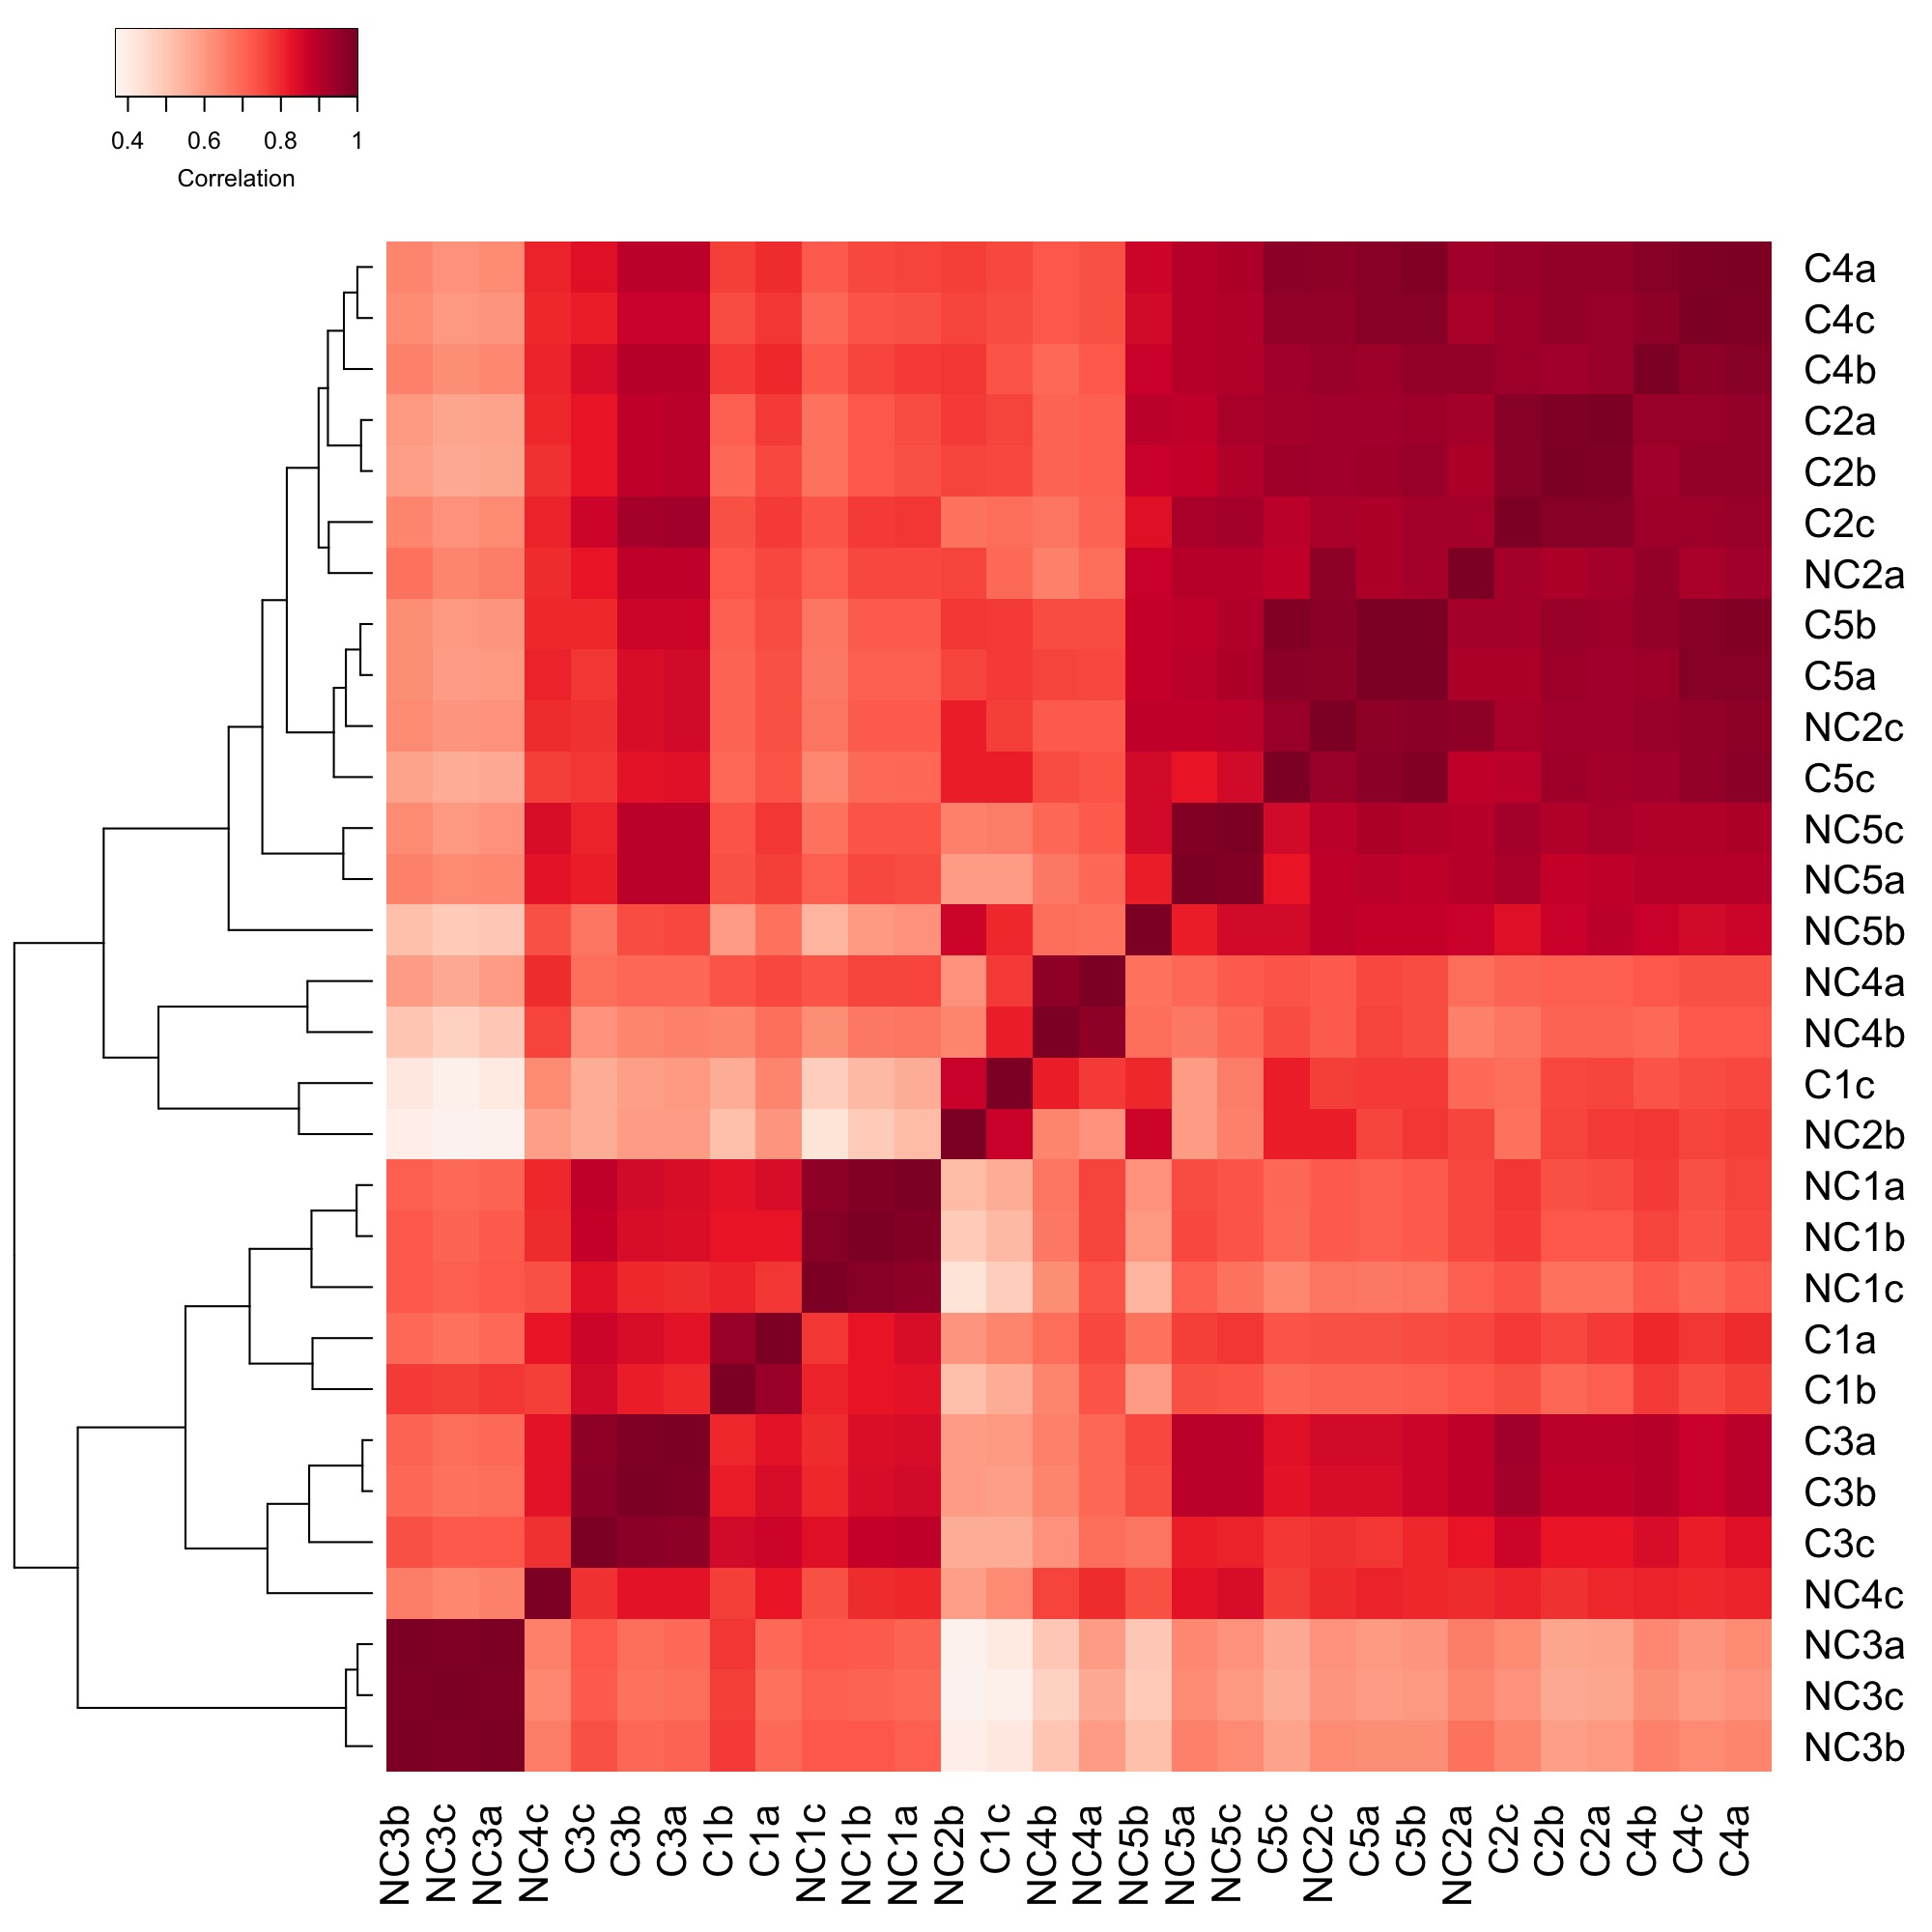 0.4 0.6 0.8 1
Correlation
C4a
C4c
C4b
C2a
C2b
C2c
NC2a
C5b
C5a
NC2c
C5c
NC5c
NC5a
NC5b
NC4a
NC4b
C1c
NC2b
NC1a
NC1b
NC1c
C1a
C1b
C3a
C3b
C3c
NC4c
NC3a
NC3c
NC3b
NC3b NC3c NC3a NC4c C3c C3b C3a C1b C1a NC1c NC1b NC1a NC2b C1c NC4b NC4a NC5b NC5a NC5c C5c NC2c C5a C5b NC2a C2c C2b C2a C4b C4c C4a